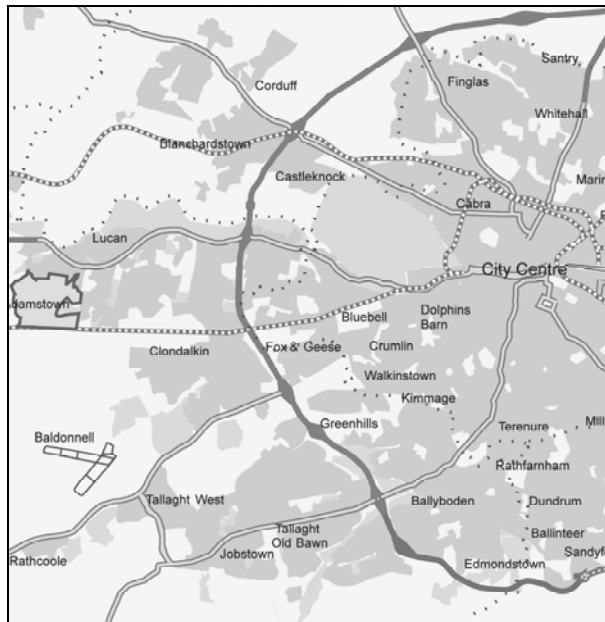 Santry
Finglas
Corduff
Whitehall
Blanchardstown
Castleknock
Cabra
Lucan
City Centre
Adamstown
Bluebell
Dolphins
Barn
Clondalkin
Fox & Geese
Crumlin
Walkinstown
Kimmage
Greenhills
Terenure
Baldonnell
Rathfarnham
Tallaght West
Ballyboden
Dundrum
Tallaght
Old Bawn
Ballinteer
Jobstown
Rathcoole
Edmondstown